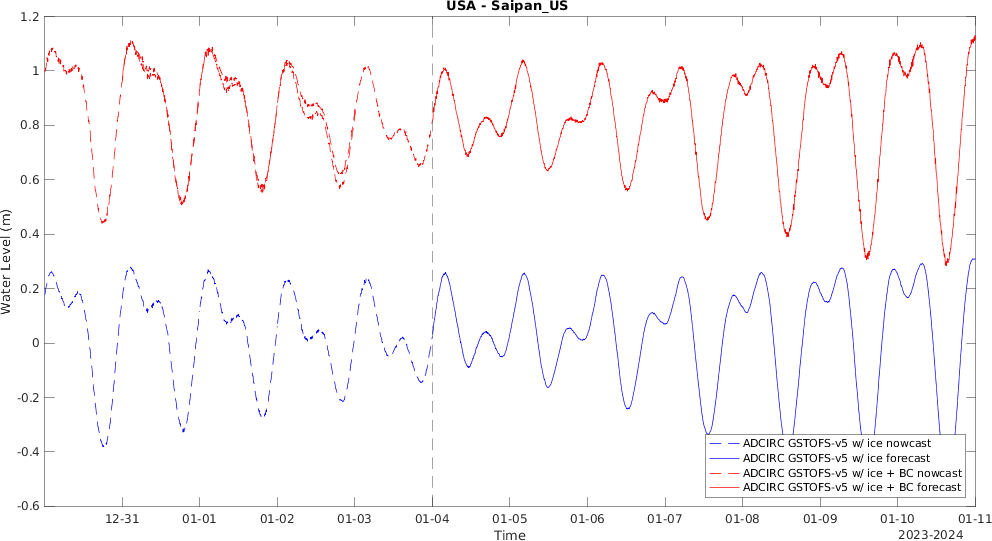 USA - Saipan_US
1.2
1
0.8
0.6
0.4
0.2
0
-0.2
-0.4
-0.6
Water Level (m)
ADCIRC GSTOFS-v5 w/ ice nowcast
ADCIRC GSTOFS-v5 w/ ice forecast
ADCIRC GSTOFS-v5 w/ ice + BC nowcast
ADCIRC GSTOFS-v5 w/ ice + BC forecast
12-31 01-01 01-02 01-03 01-04 01-05 01-06 01-07 01-08 01-09 01-10 01-11
Time
2023-2024